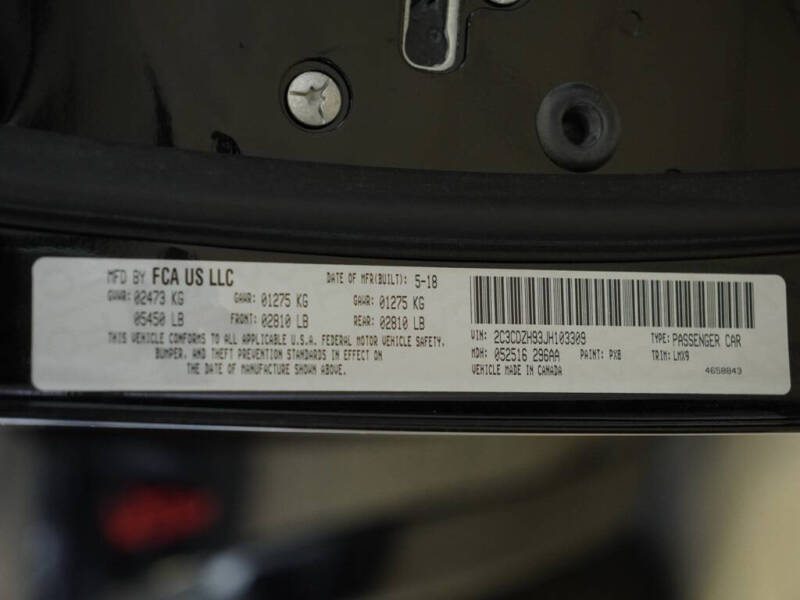 MFD BY FCA US LLC DATE OF MFR(BUILT): 5-18
GVWR: 02473 KG GAWR: 01275 KG GAWR: 01275 KG
05450 LB FRONT: 02810 LB REAR: 02810 LB
THIS VEHICLE CONFORMS TO ALL APPLICABLE U.S.A. FEDERAL MOTOR VEHICLE SAFETY,
BUMPER, AND THEFT PREVENTION STANDARDS IN EFFECT ON
THE DATE OF MANUFACTURE SHOWN ABOVE.
VIN: 2C3CDZH93JH103309 TYPE: PASSENGER CAR
MDH: 052516 296AA PAINT: PX8 TRIM: LMX9
VEHICLE MADE IN CANADA 4658843